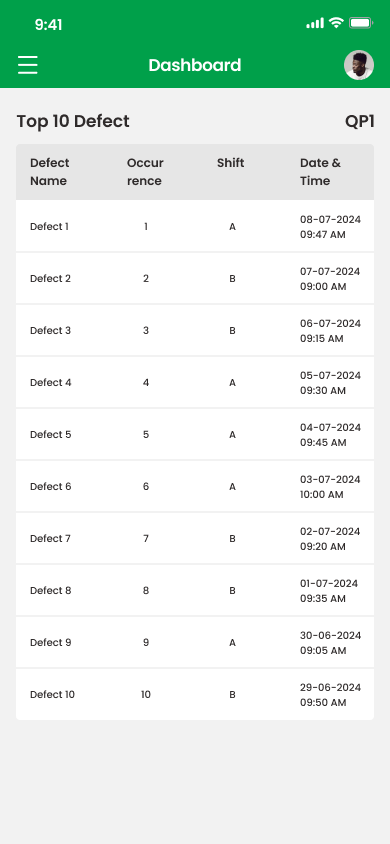 9:41
Dashboard
Top 10 Defect QP1
Defect Name Occur rence Shift Date & Time
Defect 1 1 A 08-07-2024 09:47 AM
Defect 2 2 B 07-07-2024 09:00 AM
Defect 3 3 B 06-07-2024 09:15 AM
Defect 4 4 A 05-07-2024 09:30 AM
Defect 5 5 A 04-07-2024 09:45 AM
Defect 6 6 A 03-07-2024 10:00 AM
Defect 7 7 B 02-07-2024 09:20 AM
Defect 8 8 B 01-07-2024 09:35 AM
Defect 9 9 A 30-06-2024 09:05 AM
Defect 10 10 B 29-06-2024 09:50 AM